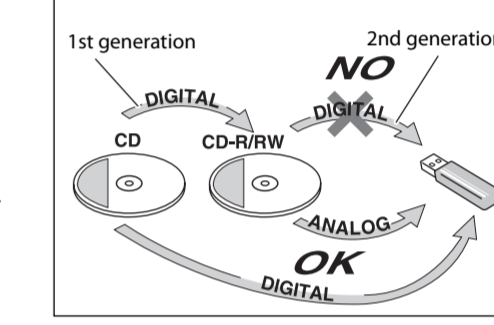 1st generation
2nd generation
NO
DIGITAL
DIGITAL
CD
CD-R/RW
ANALOG
OK
DIGITAL